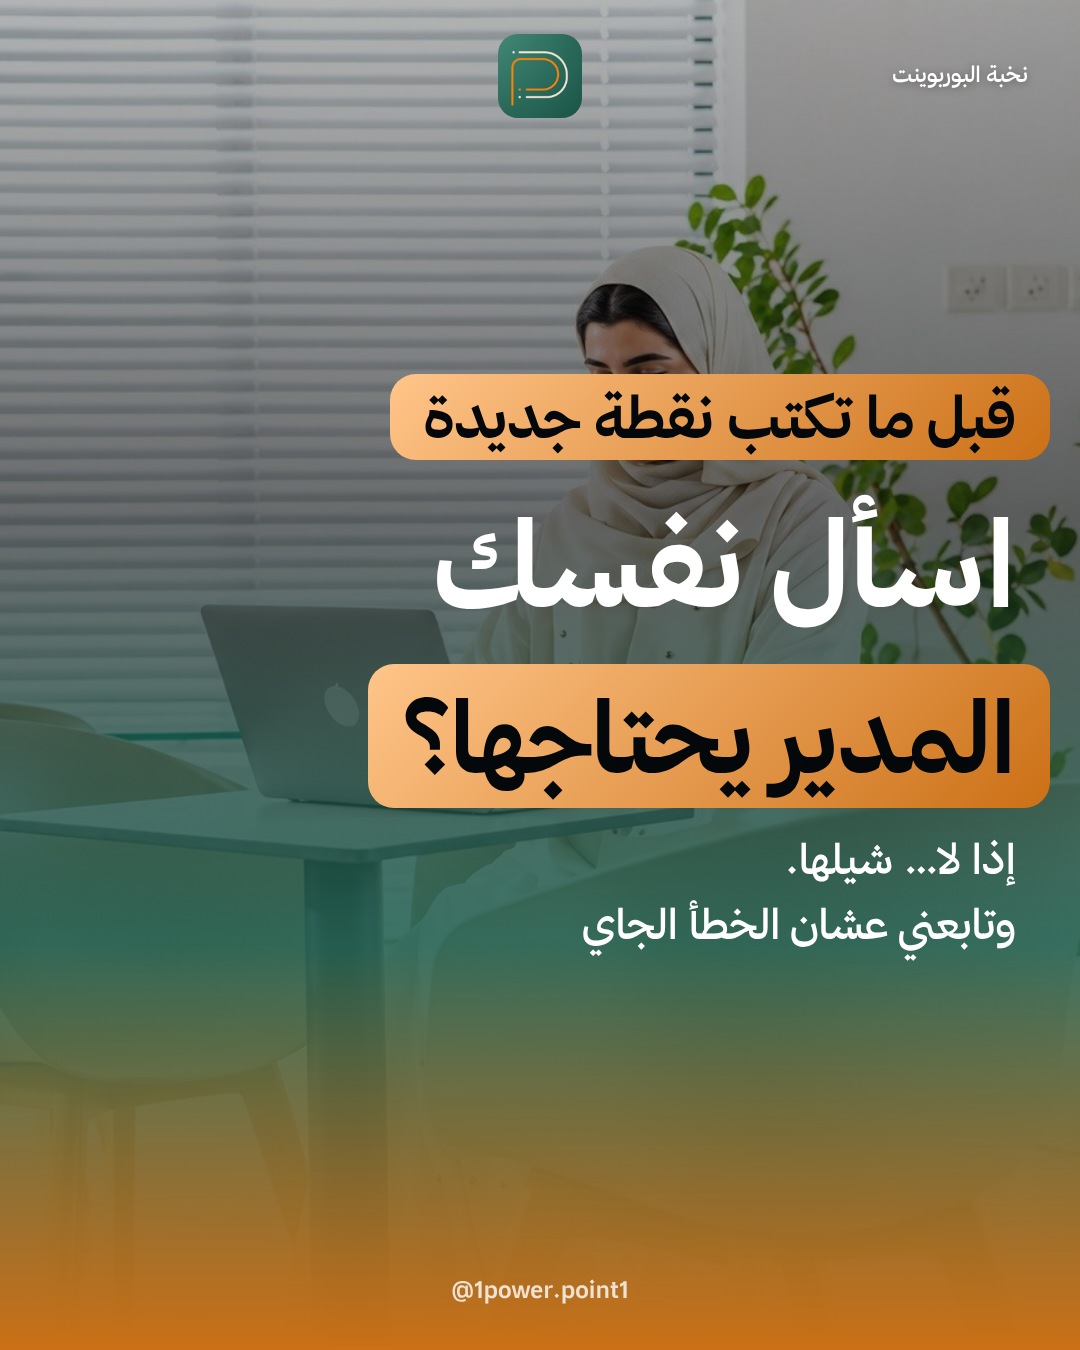 نخبة البوربوينت
قبل ما تكتب نقطة جديدة
اسأل نفسك
المدير يحتاجها؟
إذا لا... شيلها.
وتابعني عشان الخطأ الجاي
@1power.point1